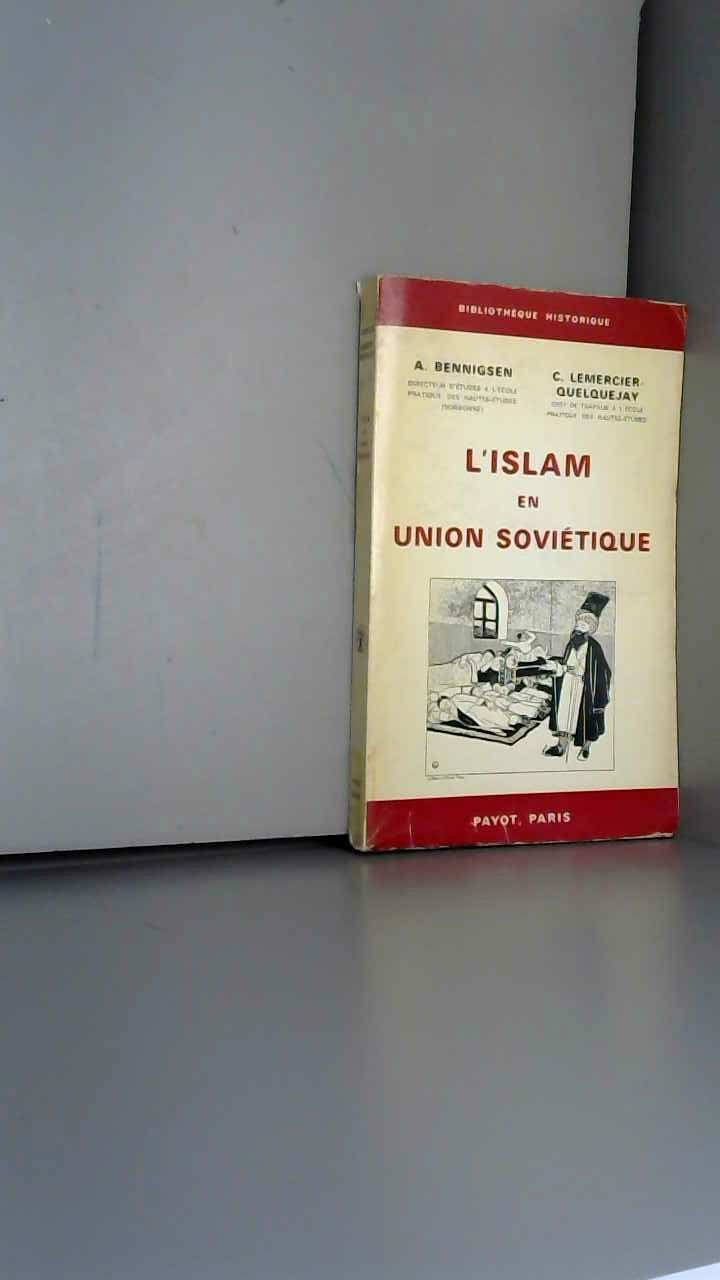 BIBLIOTHÈQUE HISTORIQUE
A. BENNIGSEN
DIRECTEUR D'ÉTUDES A L'ÉCOLE
PRATIQUE DES HAUTES-ÉTUDES
(SORBONNE)
C. LEMERCIER-
QUELQUEJAY
CHEF DE TRAVAUX A L'ÉCOLE
PRATIQUE DES HAUTES-ÉTUDES
L'ISLAM
EN
UNION SOVIÉTIQUE
PAYOT, PARIS